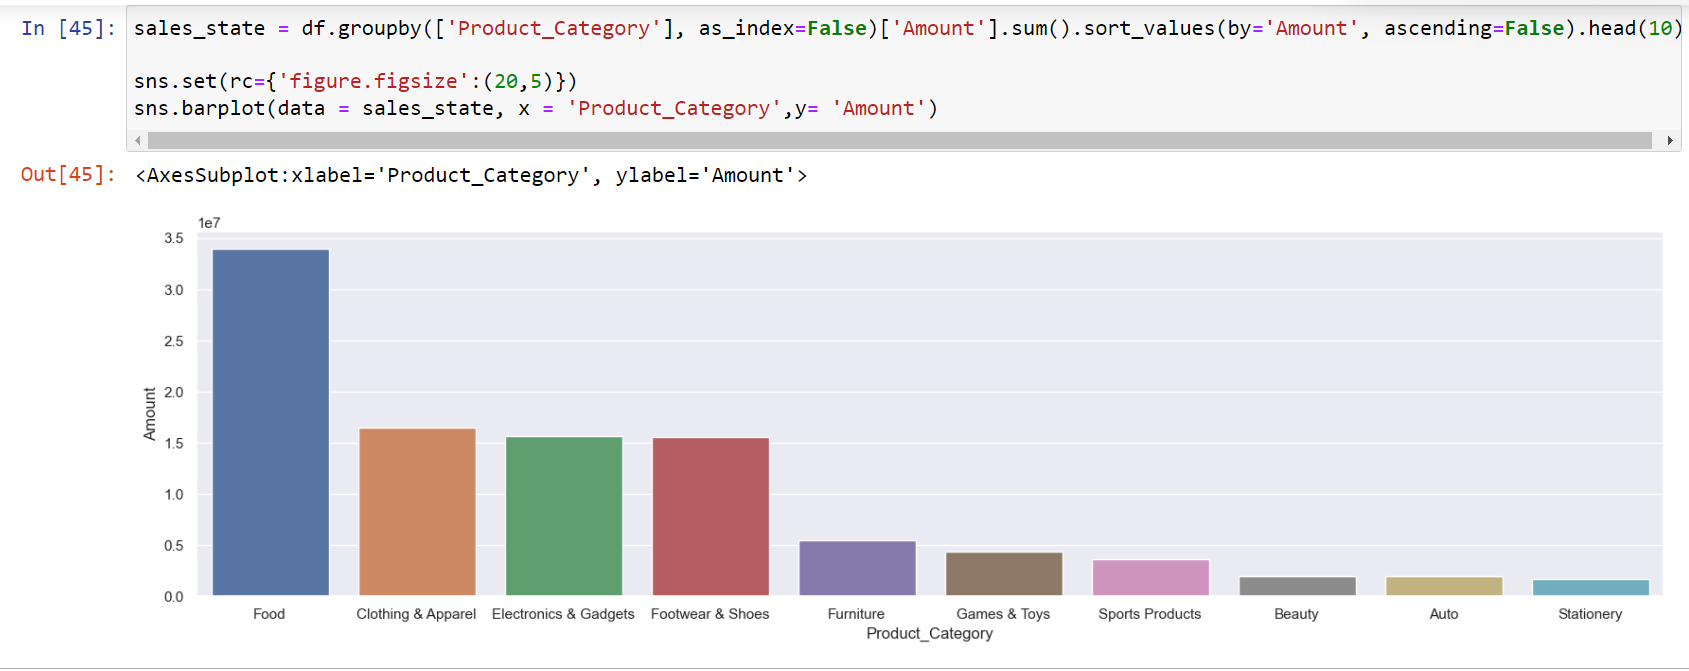 In [45]: sales_state = df.groupby(['Product_Category'], as_index=False)['Amount'].sum().sort_values(by='Amount', ascending=False).head(10)
sns.set(rc={'figure.figsize':(20,5)})
sns.barplot(data = sales_state, x = 'Product_Category',y= 'Amount')
Out[45]: <AxesSubplot:xlabel='Product_Category', ylabel='Amount'>
1e7
3.5
3.0
2.5
2.0
1.5
1.0
0.5
0.0
Amount
Food Clothing & Apparel Electronics & Gadgets Footwear & Shoes Furniture Games & Toys Sports Products Beauty Auto Stationery
Product_Category